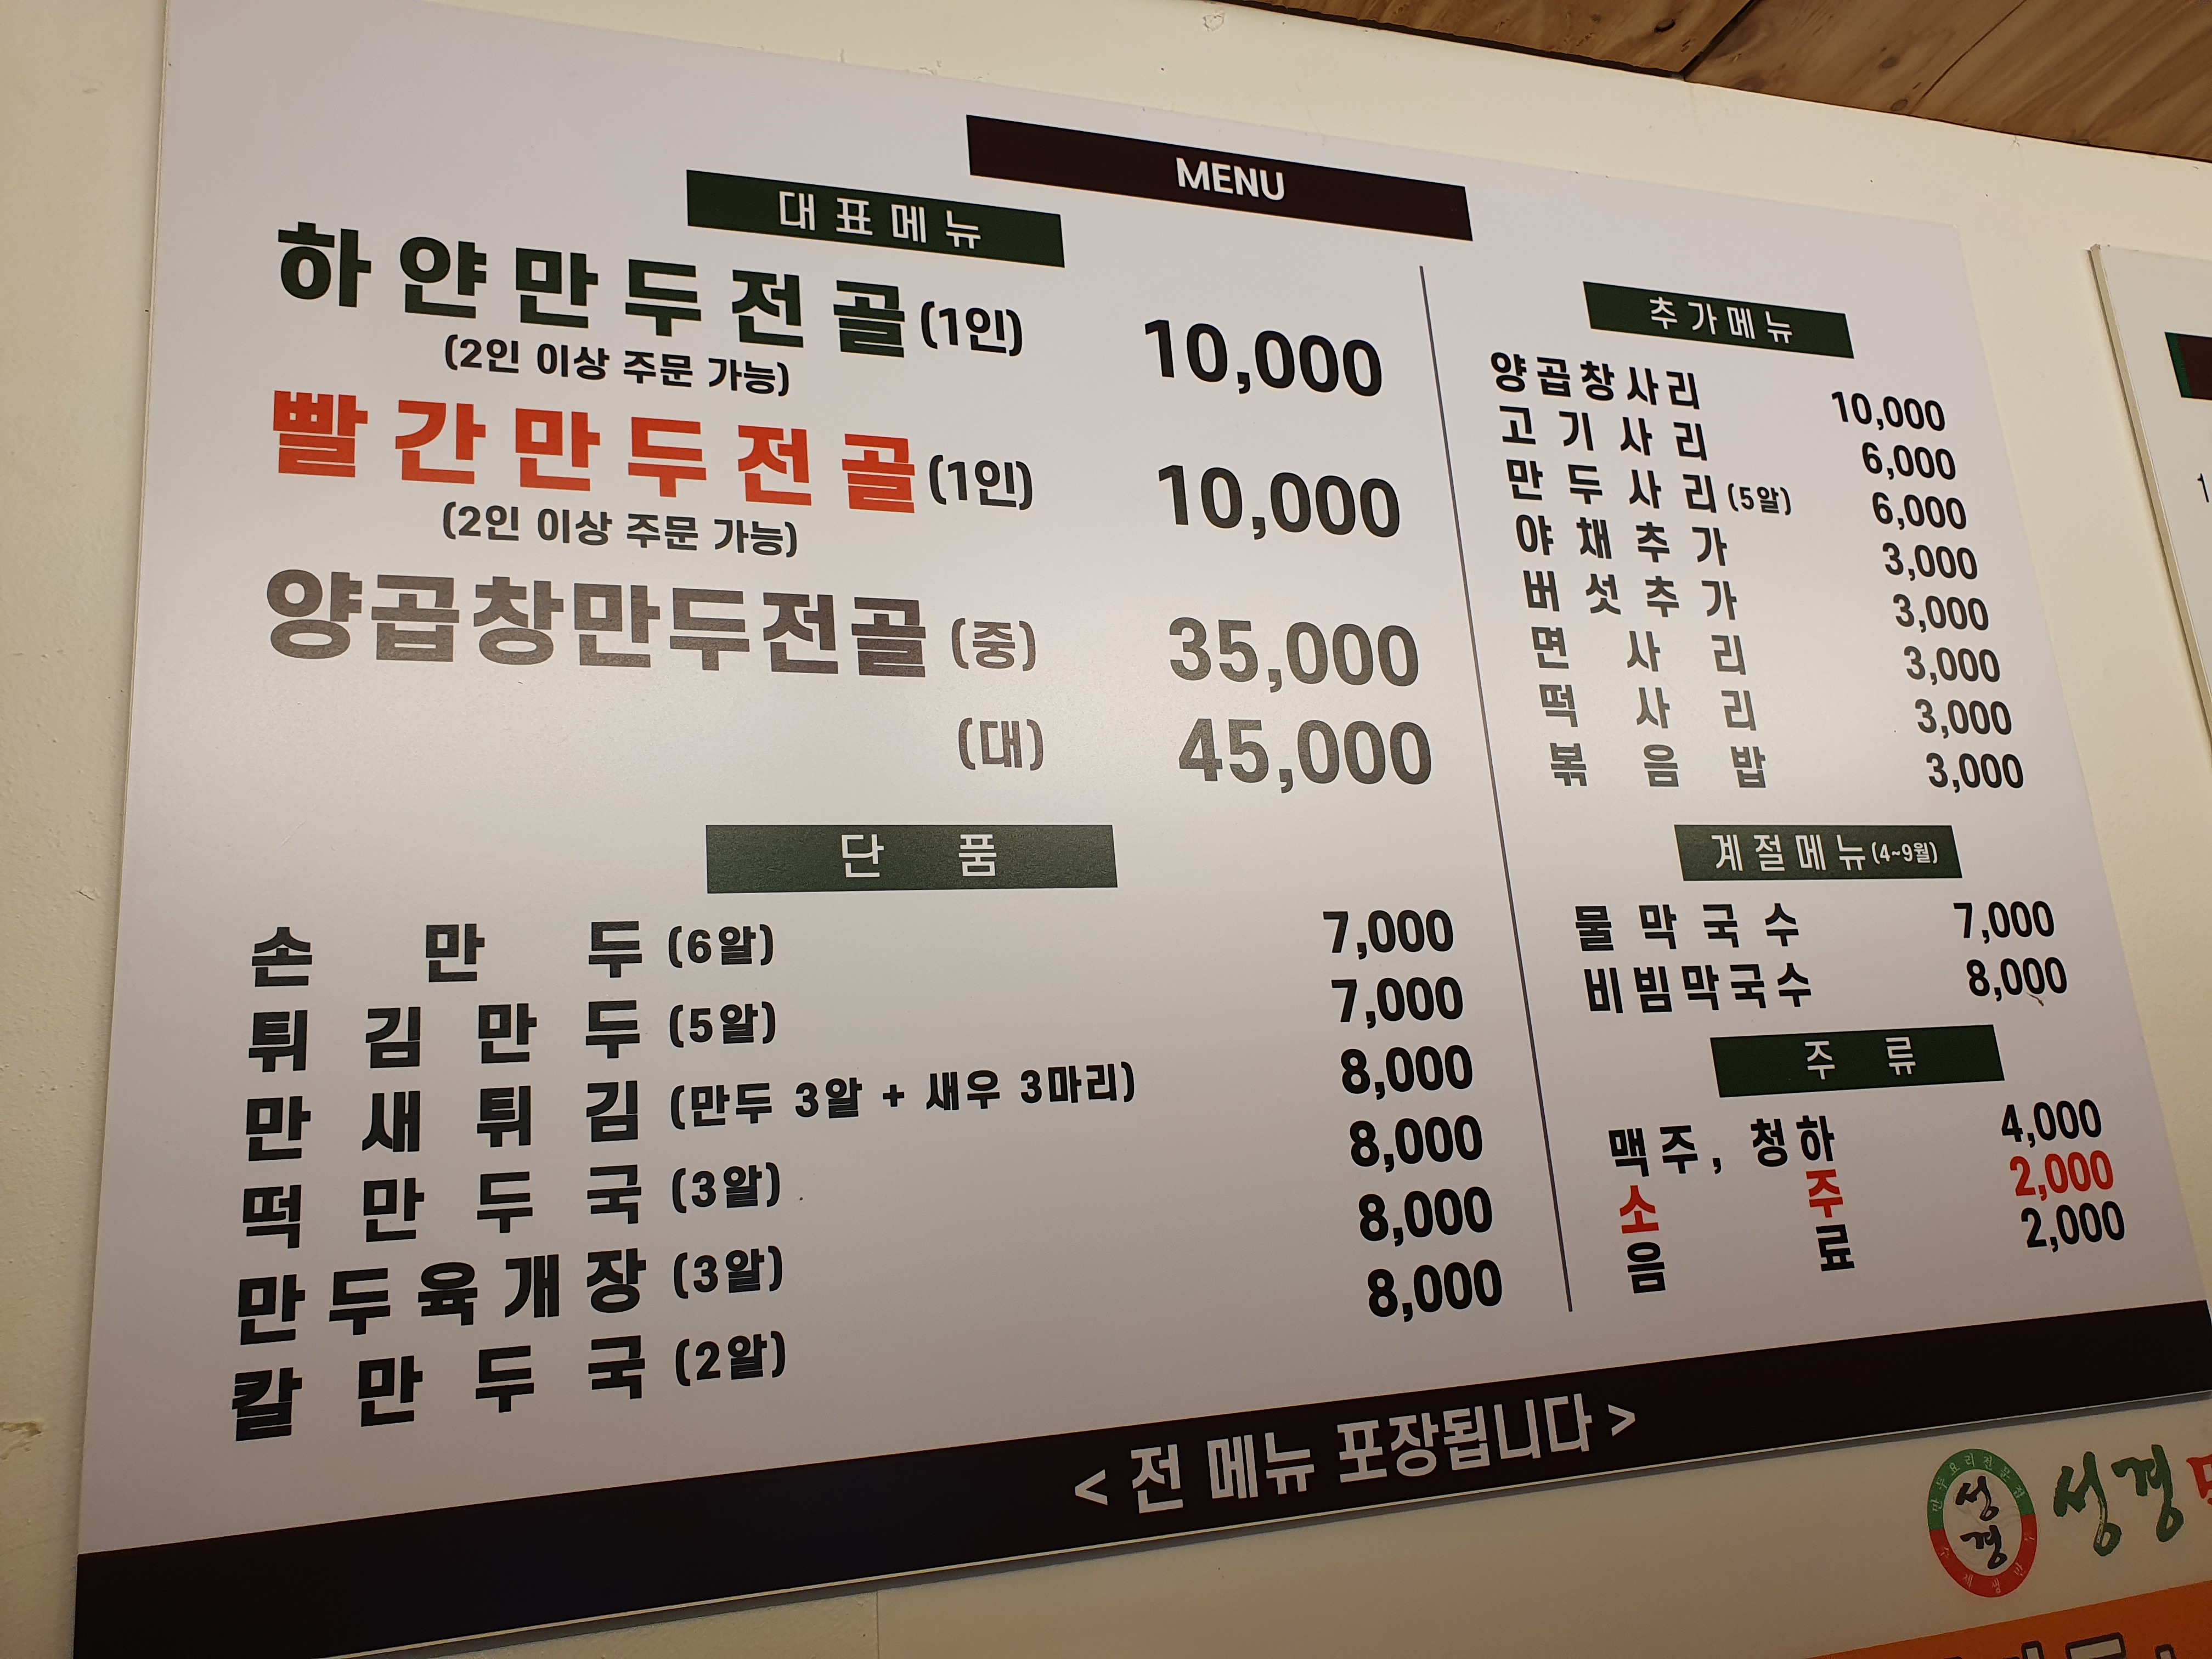 MENU
대표메뉴
하얀만두전골(1인) 10,000
(2인 이상 주문 가능)
빨간만두전골(1인) 10,000
(2인 이상 주문 가능)
양곱창만두전골 (중) 35,000
(대) 45,000
단품
손만두(6알) 7,000
튀김만두(5알) 7,000
만새튀김(만두 3알 + 새우 3마리) 8,000
떡만두국(3알) 8,000
만두육개장(3알) 8,000
칼만두국(2알) 8,000
추가메뉴
양곱창사리 10,000
고기사리 6,000
만두사리(5알) 6,000
야채추가 3,000
버섯추가 3,000
면사리 3,000
떡사리 3,000
볶음밥 3,000
계절메뉴(4~9월)
물막국수 7,000
비빔막국수 8,000
주류
맥주, 청하 4,000
소주 2,000
음료 2,000
< 전 메뉴 포장됩니다 >
만두요리전문점
성경
성경